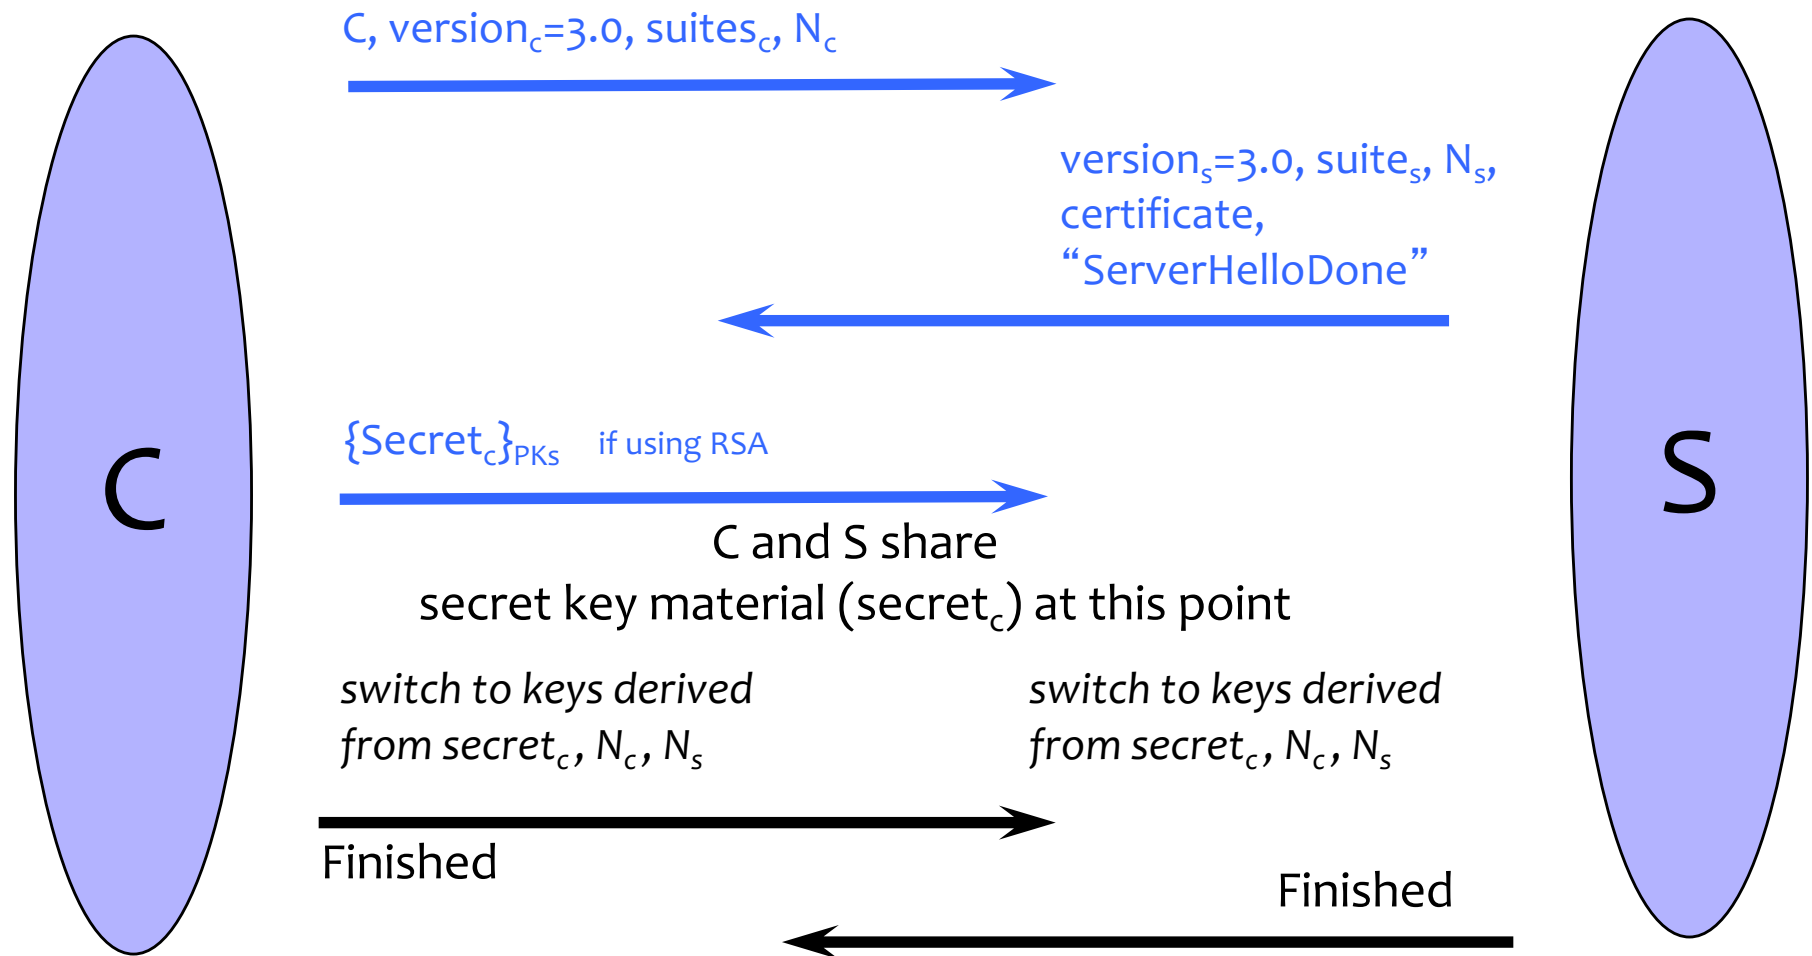 C, version_c=3.0, suites_c, N_c
version_s=3.0, suite_s, N_s,
certificate,
“ServerHelloDone”
C
S
{Secret_c}_PKs if using RSA
C and S share
secret key material (secret_c) at this point
switch to keys derived
from secret_c, N_c, N_s
switch to keys derived
from secret_c, N_c, N_s
Finished
Finished